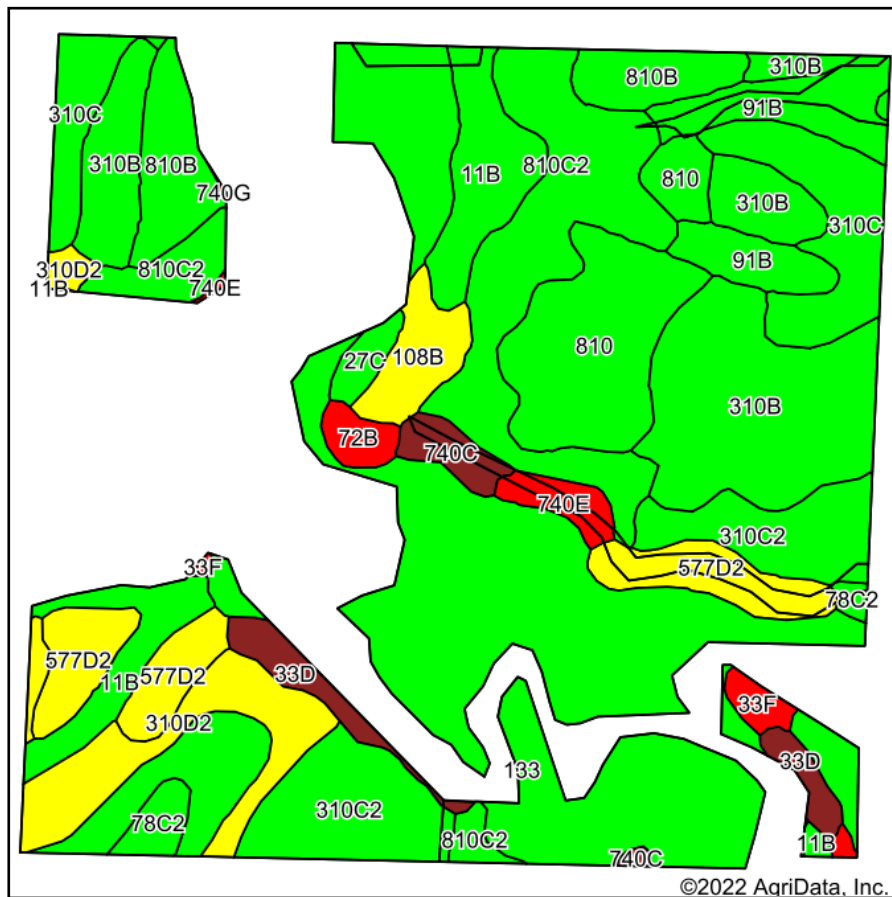 810B
310B
91B
310C
310B
810B
11B
810C2
810
740G
310B
310C
91B
310D2
810C2
11B
740E
27C
108B
810
310B
72B
740C
740E
310C2
33F
577D2
78C2
577D2
11B
577D2
33D
310D2
33F
133
33D
310C2
78C2
810C2
740C
11B
©2022 AgriData, Inc.